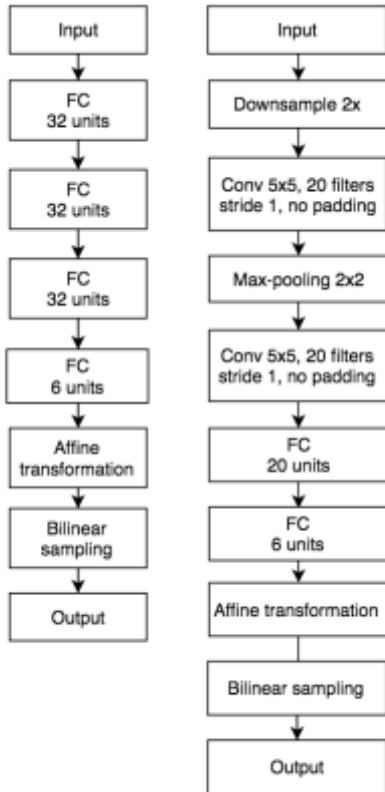 Input
FC
32 units
FC
32 units
FC
32 units
FC
6 units
Affine
transformation
Bilinear
sampling
Output
Input
Downsample 2x
Conv 5x5, 20 filters
stride 1, no padding
Max-pooling 2x2
Conv 5x5, 20 filters
stride 1, no padding
FC
20 units
FC
6 units
Affine transformation
Bilinear sampling
Output